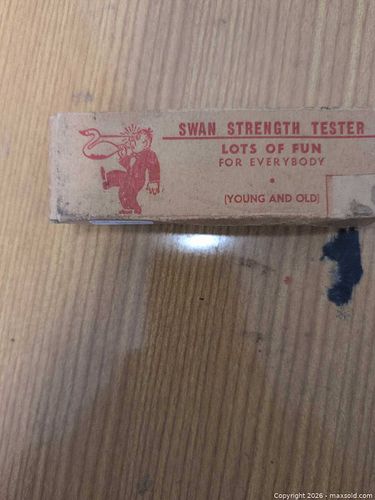 SWAN STRENGTH TESTER
LOTS OF FUN
FOR EVERYBODY
•
(YOUNG AND OLD)
Copyright 2026 - maxsold.com